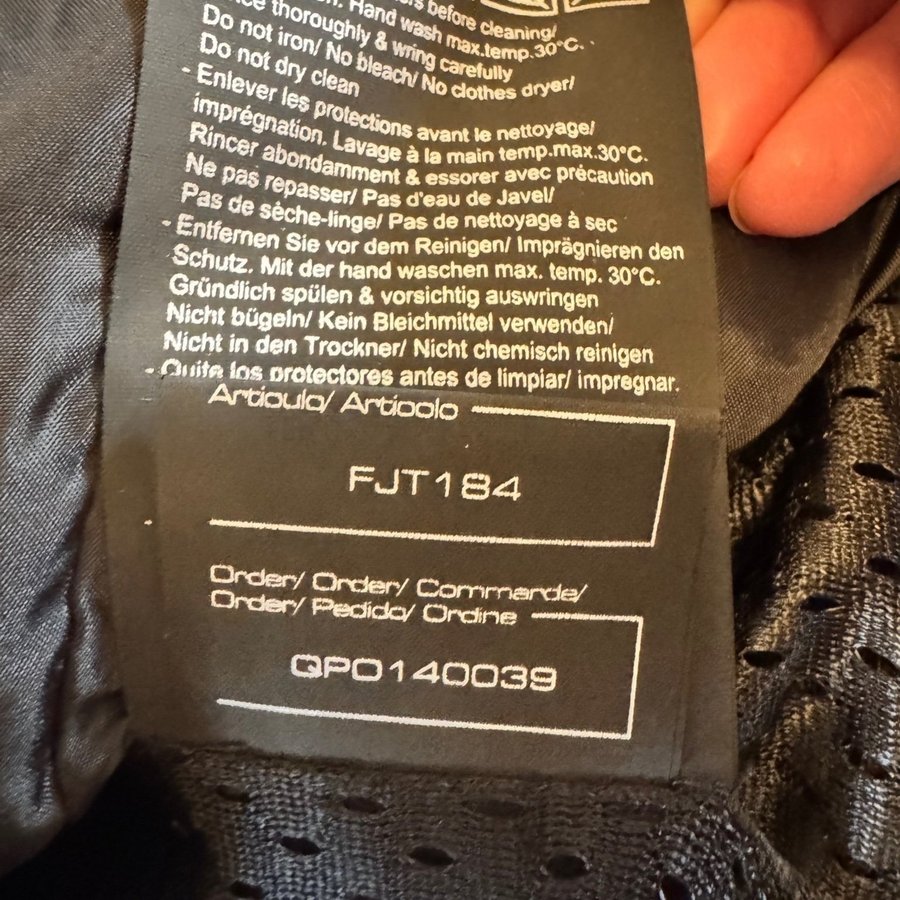 before cleaning/
Hand wash max.temp.30°C.
thoroughly & wring carefully
Do not iron/ No bleach/ No clothes dryer/
Do not dry clean
- Enlever les protections avant le nettoyage/
imprégnation. Lavage à la main temp.max.30°C.
Rincer abondamment & essorer avec précaution
Ne pas repasser/ Pas d'eau de Javel/
Pas de sèche-linge/ Pas de nettoyage à sec
- Entfernen Sie vor dem Reinigen/ Imprägnieren den
Schutz. Mit der hand waschen max. temp. 30°C.
Gründlich spülen & vorsichtig auswringen
Nicht bügeln/ Kein Bleichmittel verwenden/
Nicht in den Trockner/ Nicht chemisch reinigen
- Quite los protectores antes de limpiar/ impregnar.
Articulo/ Articolo
FJT184
Order/ Order/ Commande/
Order/ Pedido/ Ordine
QPO140039